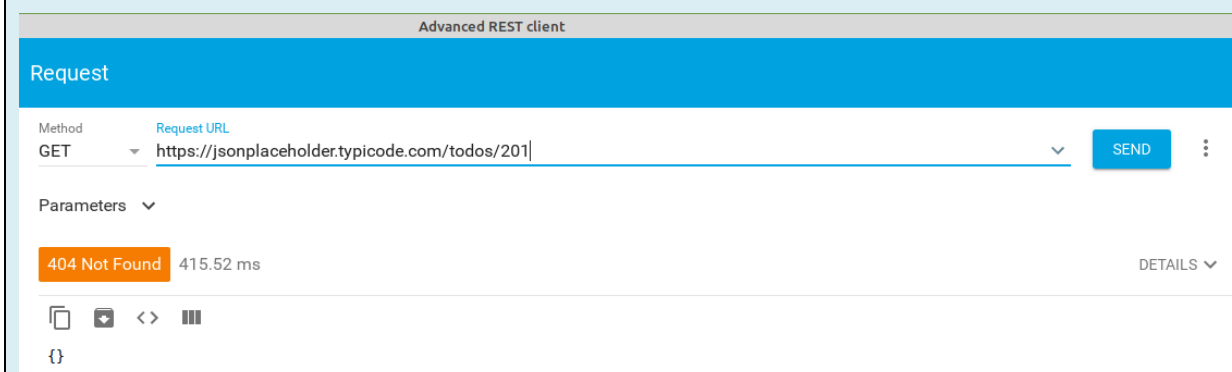 Advanced REST client
Request
Method Request URL
GET https://jsonplaceholder.typicode.com/todos/201 SEND
Parameters
404 Not Found 415.52 ms DETAILS
{}